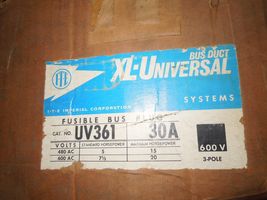 BUS DUCT
XL-UNIVERSAL
I-T-E IMPERIAL CORPORATION
SYSTEMS
FUSIBLE BUS PLUG
CAT. NO. UV361 30A
VOLTS STANDARD HORSEPOWER MAXIMUM HORSEPOWER
480 AC 5 15
600 AC 7½ 20
600 V
3-POLE